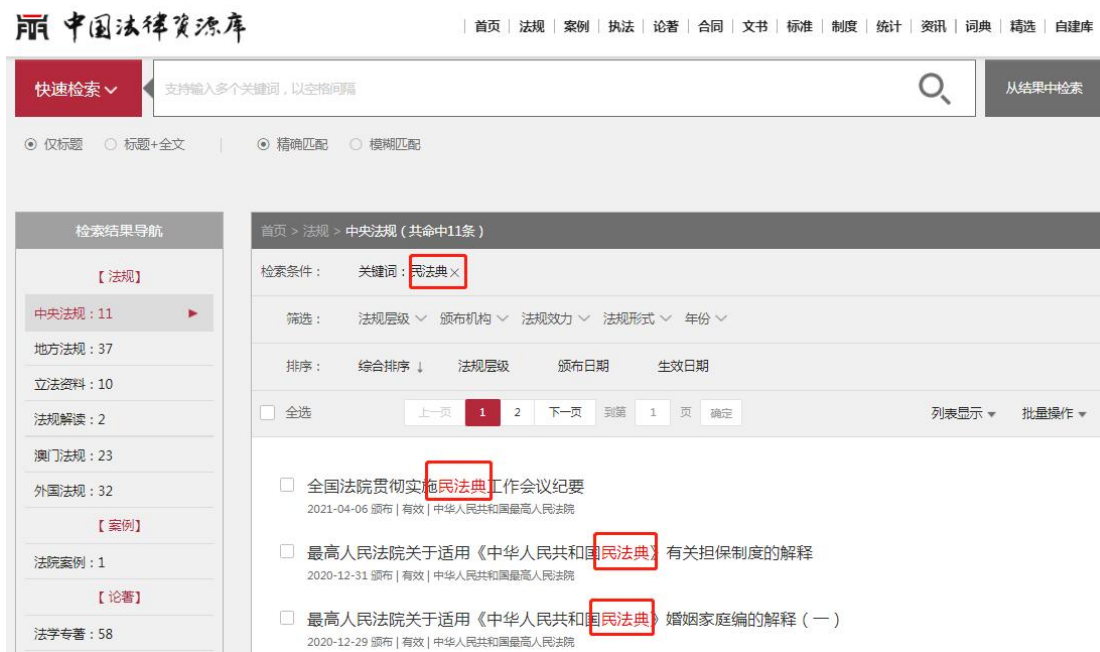 中国法律资源库
首页 | 法规 | 案例 | 执法 | 论著 | 合同 | 文书 | 标准 | 制度 | 统计 | 资讯 | 词典 | 精选 | 自建库
快速检索
支持输入多个关键词，以空格间隔
从结果中检索
仅标题 标题+全文 | 精确匹配 模糊匹配
检索结果导航
【法规】
中央法规：11
地方法规：37
立法资料：10
法规解读：2
澳门法规：23
外国法规：32
【案例】
法院案例：1
【论著】
法学专著：58
首页 > 法规 > 中央法规（共命中11条）
检索条件： 关键词：民法典×
筛选： 法规层级 颁布机构 法规效力 法规形式 年份
排序： 综合排序↓ 法规层级 颁布日期 生效日期
全选 上一页 1 2 下一页 到第 1 页 确定 列表显示 批量操作
全国法院贯彻实施民法典工作会议纪要
2021-04-06 颁布 | 有效 | 中华人民共和国最高人民法院
最高人民法院关于适用《中华人民共和国民法典》有关担保制度的解释
2020-12-31 颁布 | 有效 | 中华人民共和国最高人民法院
最高人民法院关于适用《中华人民共和国民法典》婚姻家庭编的解释（一）
2020-12-29 颁布 | 有效 | 中华人民共和国最高人民法院